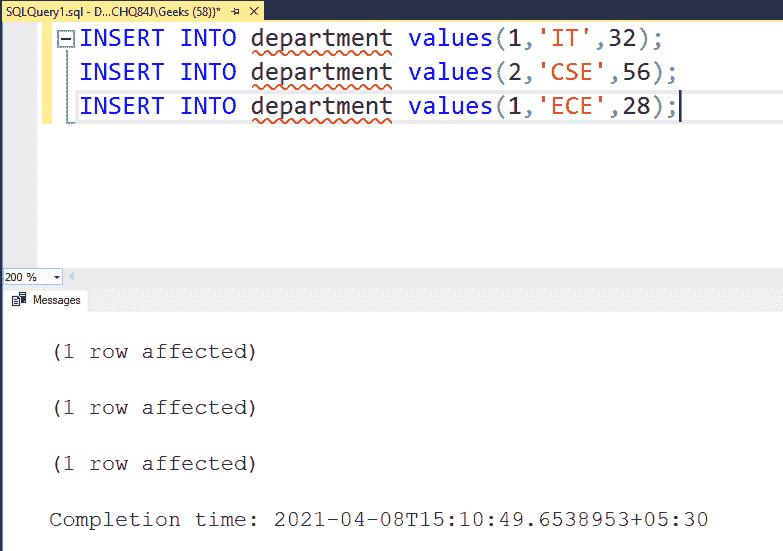 SQLQuery1.sql - D...CHQ84J\Geeks (58))*
INSERT INTO department values(1,'IT',32);
INSERT INTO department values(2,'CSE',56);
INSERT INTO department values(1,'ECE',28);
200 %
Messages
(1 row affected)
(1 row affected)
(1 row affected)
Completion time: 2021-04-08T15:10:49.6538953+05:30